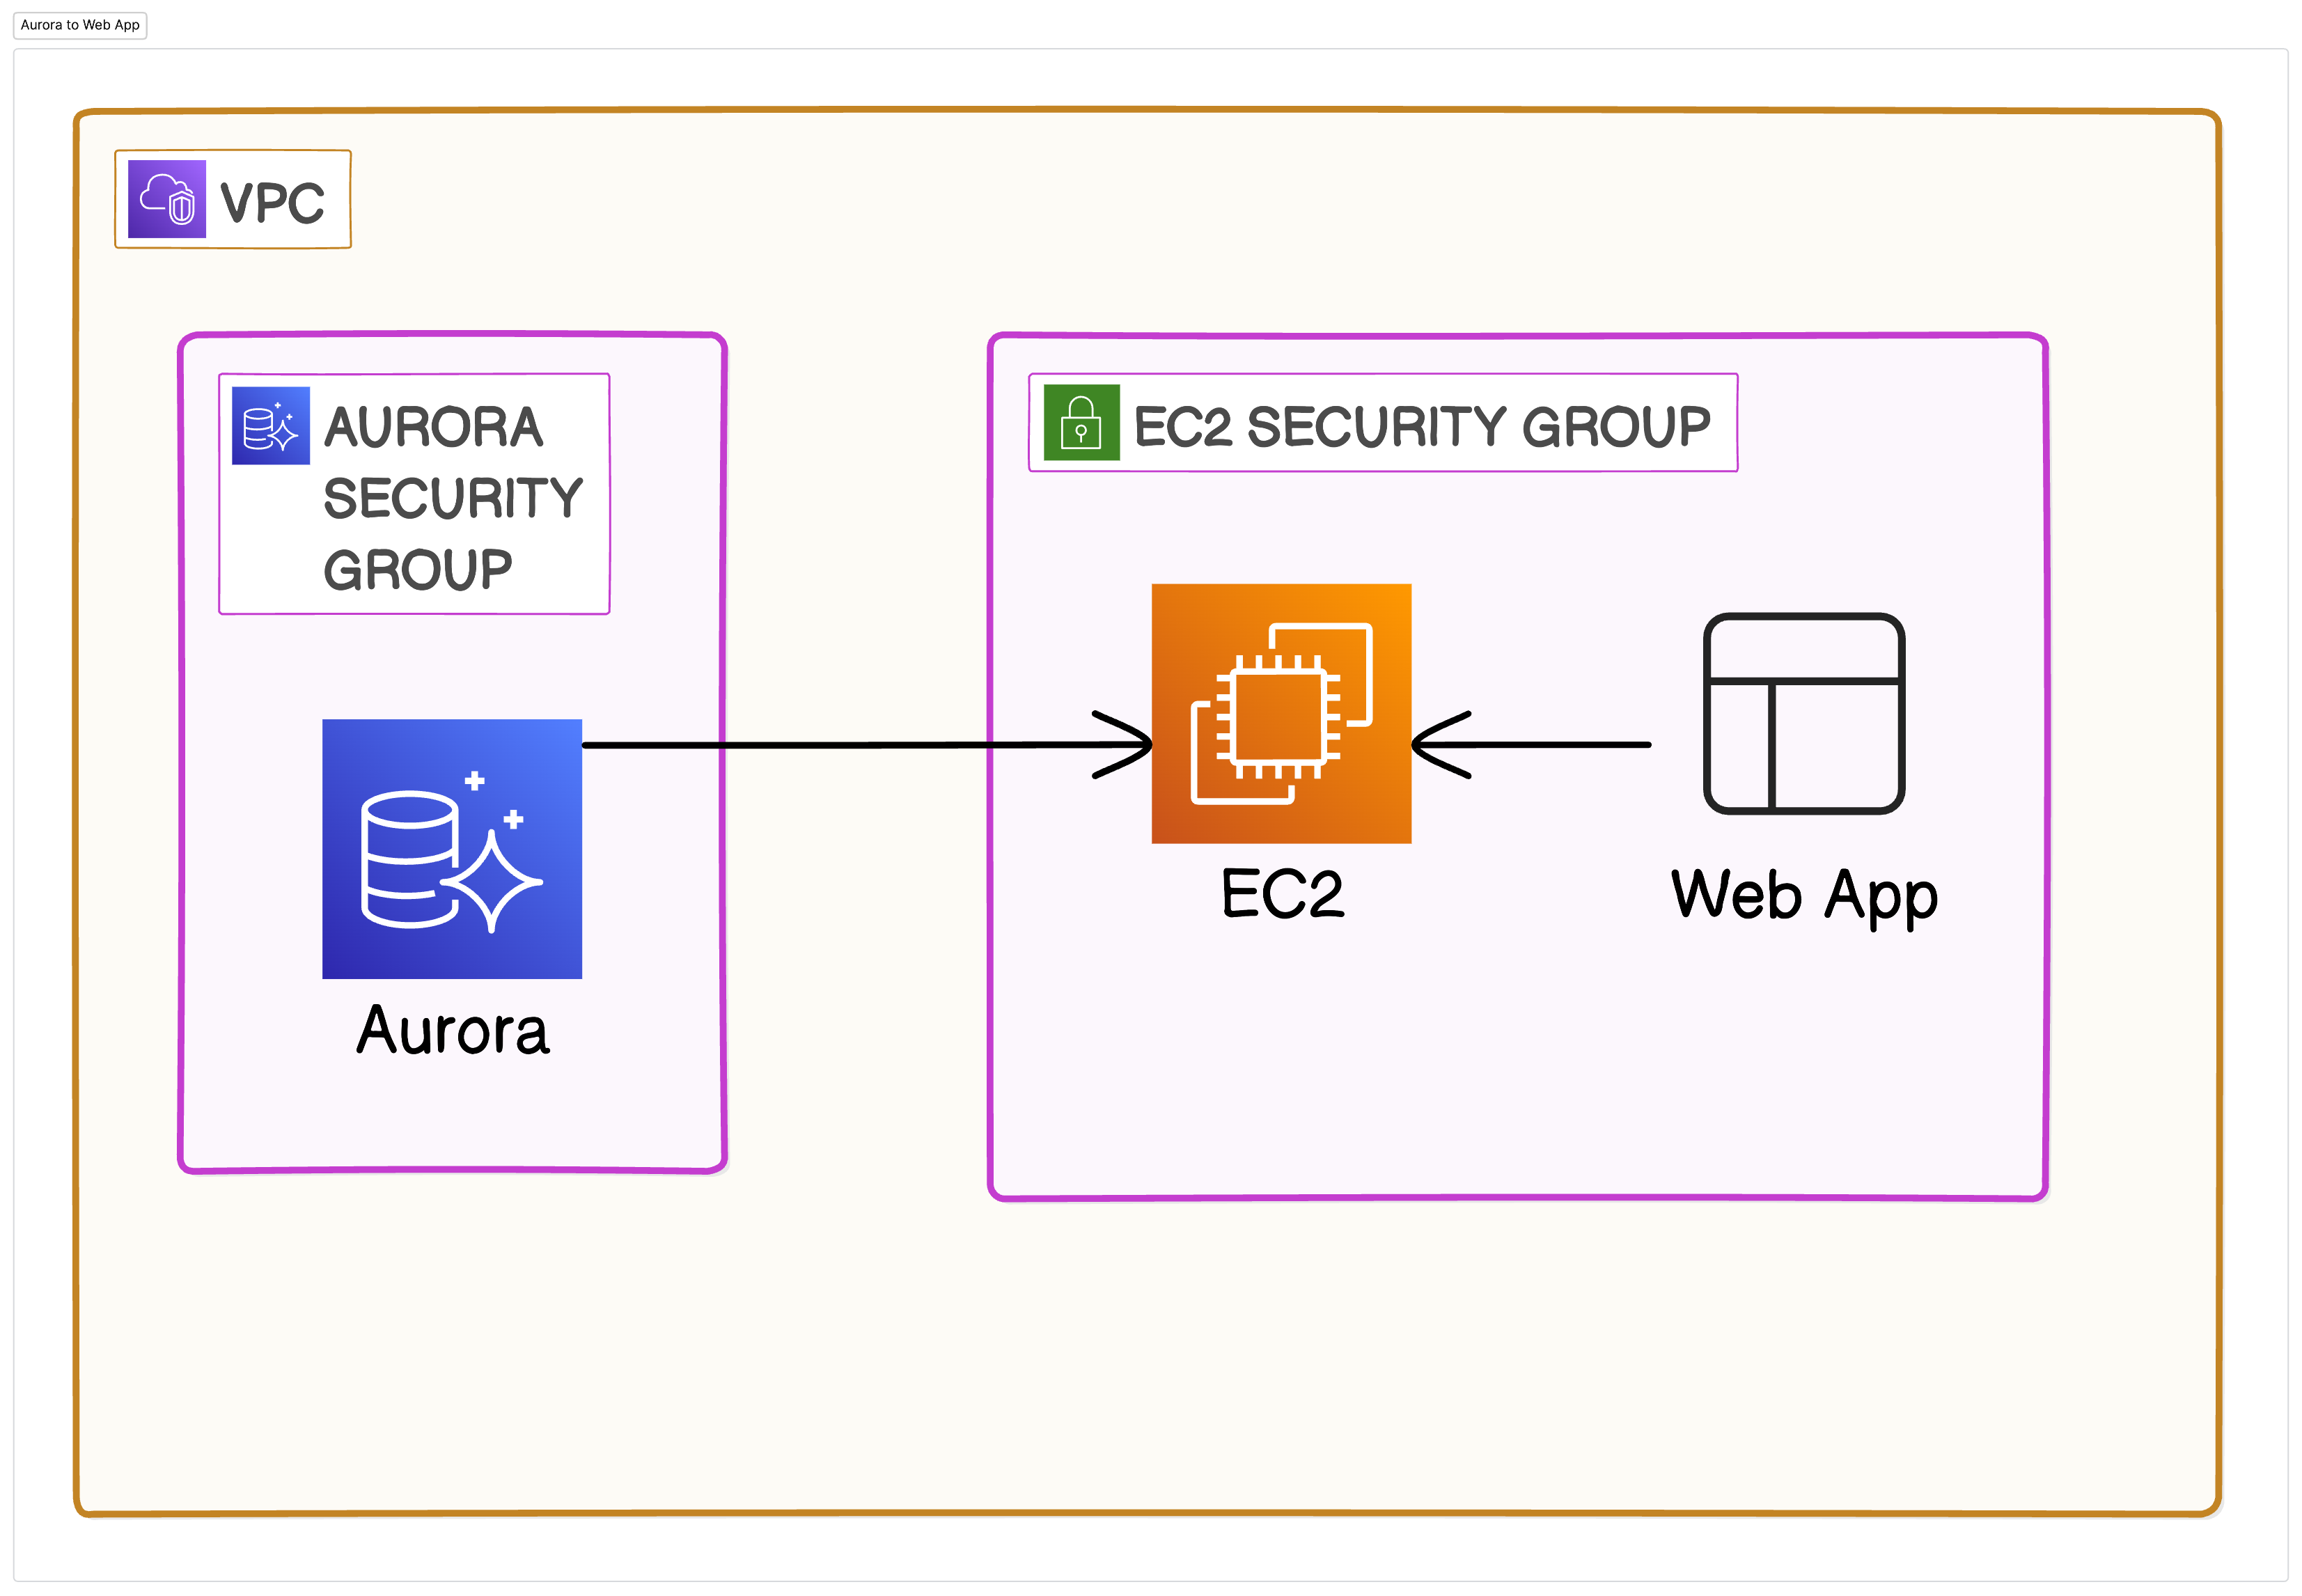 Aurora to Web App
VPC
AURORA
SECURITY
GROUP
EC2 SECURITY GROUP
EC2
Web App
Aurora